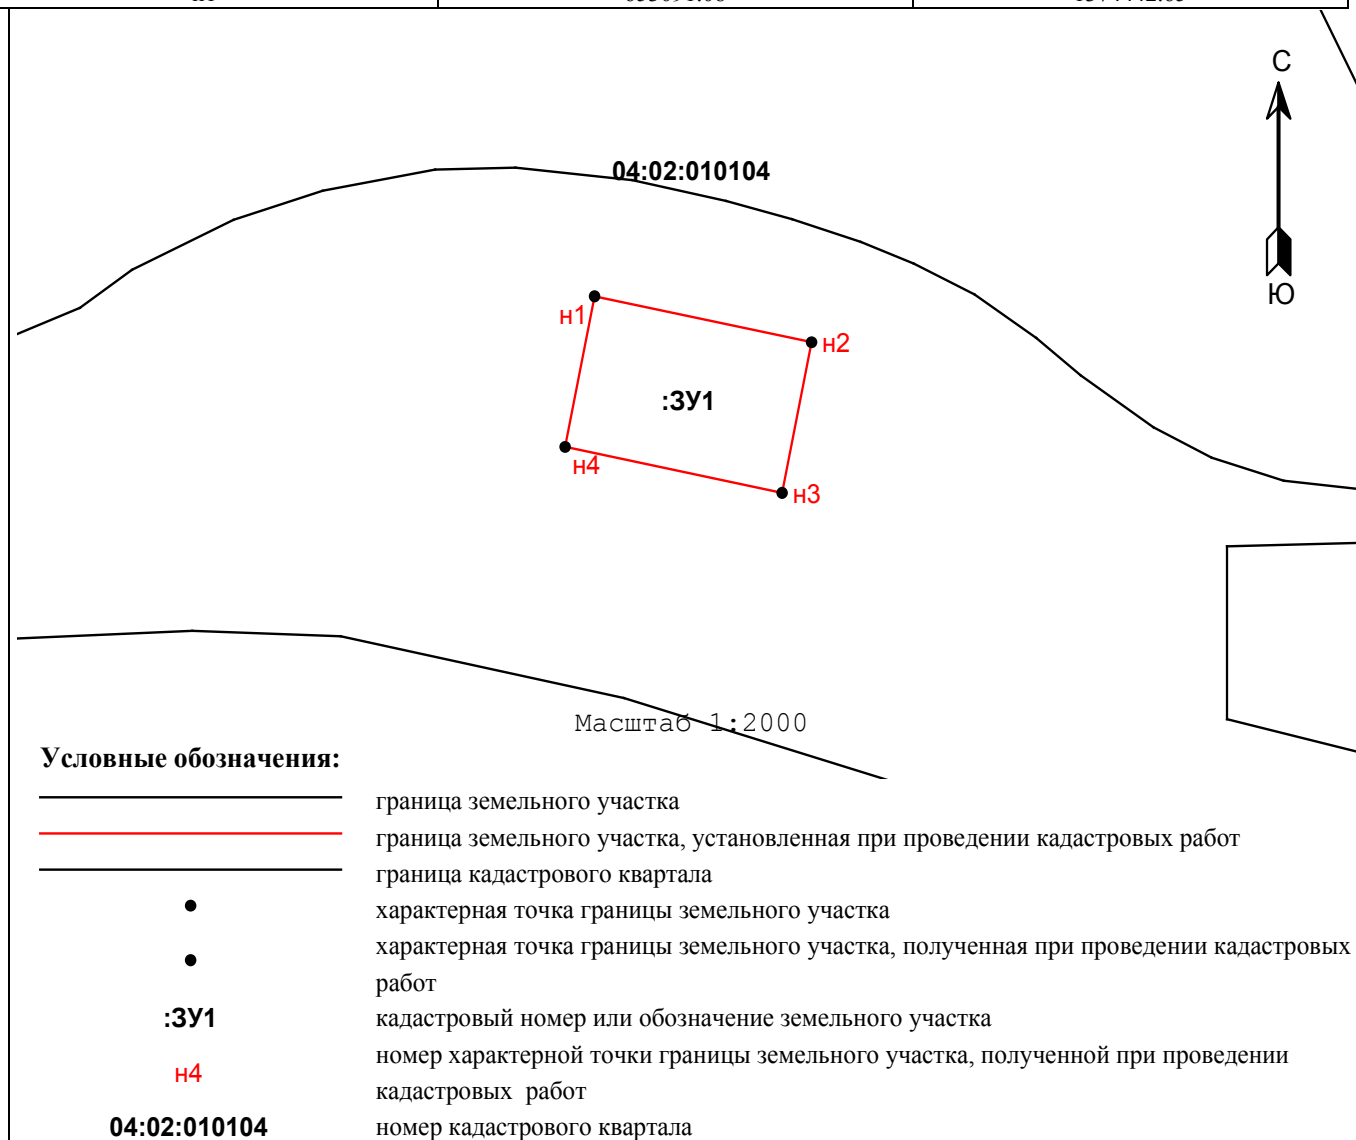 С
04:02:010104
Ю
н1
н2
:ЗУ1
н4
н3
Масштаб 1:2000
Условные обозначения:
граница земельного участка
граница земельного участка, установленная при проведении кадастровых работ
граница кадастрового квартала
характерная точка границы земельного участка
характерная точка границы земельного участка, полученная при проведении кадастровых
работ
:ЗУ1 кадастровый номер или обозначение земельного участка
номер характерной точки границы земельного участка, полученной при проведении
н4
кадастровых работ
04:02:010104 номер кадастрового квартала